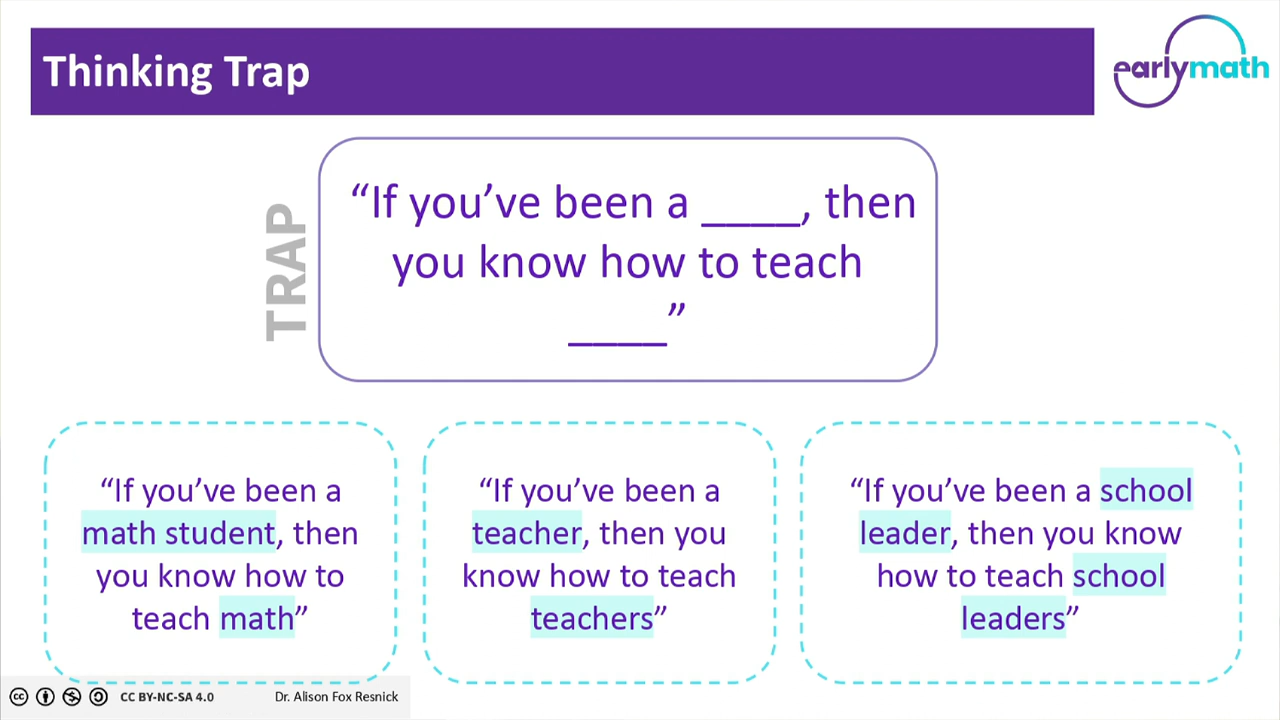 Thinking Trap
earlymath
TRAP
“If you’ve been a ____, then
you know how to teach
____”
“If you’ve been a
math student, then
you know how to
teach math”
“If you’ve been a
teacher, then you
know how to teach
teachers”
“If you’ve been a school
leader, then you know
how to teach school
leaders”
CC BY-NC-SA 4.0
Dr. Alison Fox Resnick